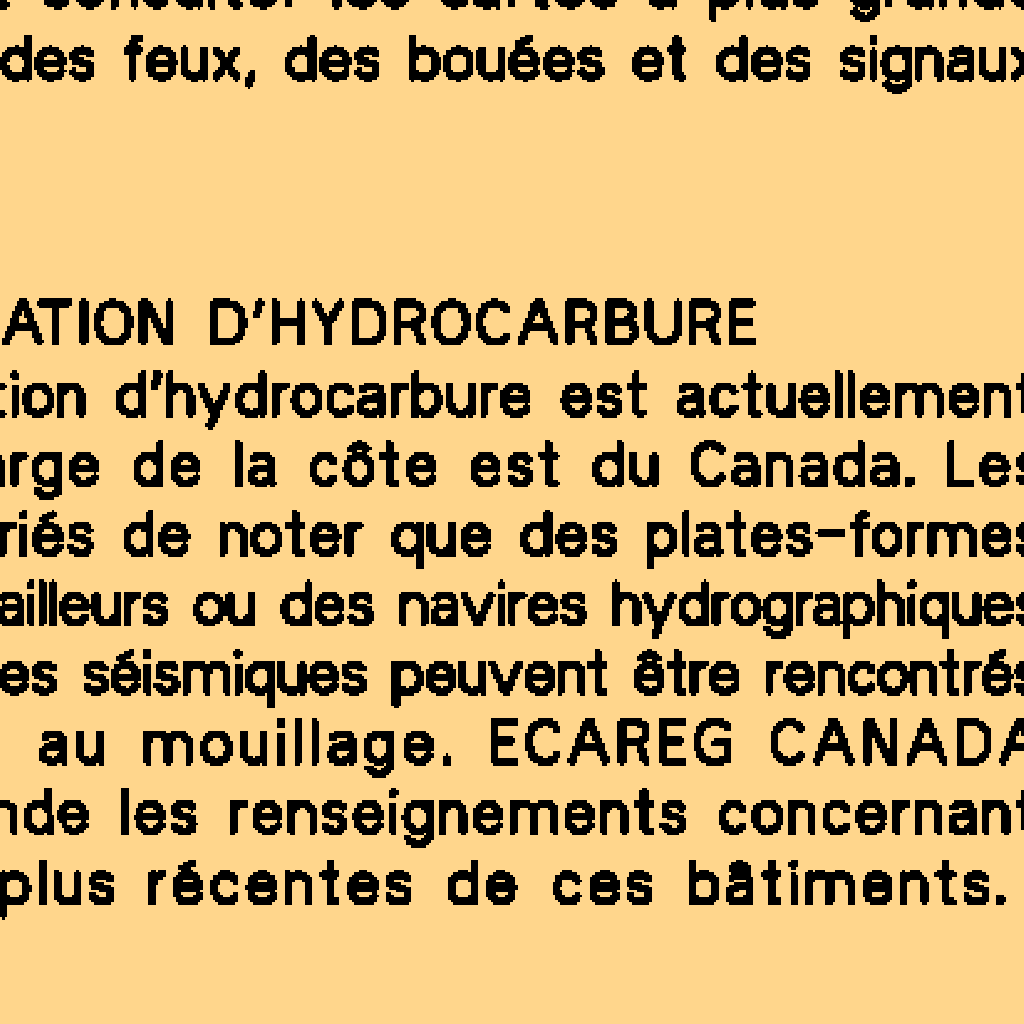 consulter les cartes à plus grande
des feux, des bouées et des signaux
ATION D'HYDROCARBURE
tion d'hydrocarbure est actuellement
arge de la côte est du Canada. Les
riés de noter que des plates-formes
ailleurs ou des navires hydrographiques
es séismiques peuvent être rencontrés
au mouillage. ECAREG CANADA
nde les renseignements concernant
plus récentes de ces bâtiments.